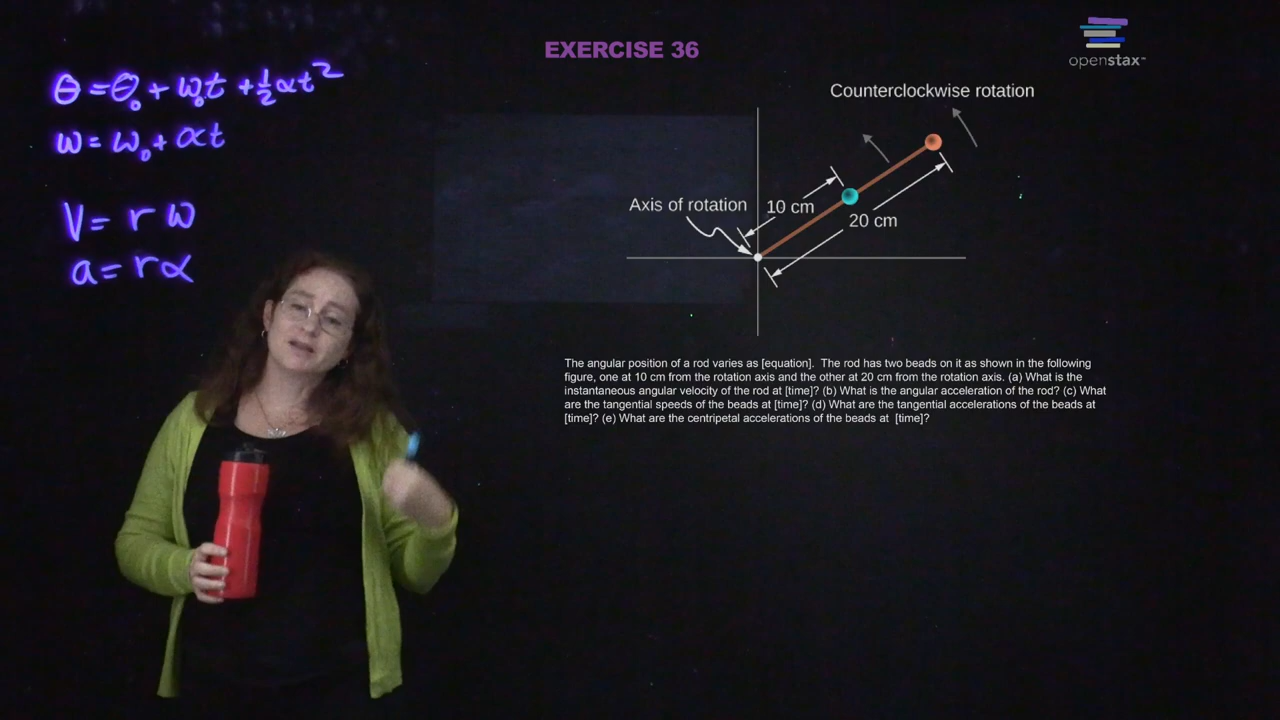 EXERCISE 36
openstax™
θ = θ₀ + ω₀t + ½αt²
ω = ω₀ + αt
V = r ω
a = r α
Counterclockwise rotation
Axis of rotation
10 cm
20 cm
The angular position of a rod varies as [equation].  The rod has two beads on it as shown in the following
figure, one at 10 cm from the rotation axis and the other at 20 cm from the rotation axis. (a) What is the
instantaneous angular velocity of the rod at [time]? (b) What is the angular acceleration of the rod? (c) What
are the tangential speeds of the beads at [time]? (d) What are the tangential accelerations of the beads at
[time]? (e) What are the centripetal accelerations of the beads at  [time]?